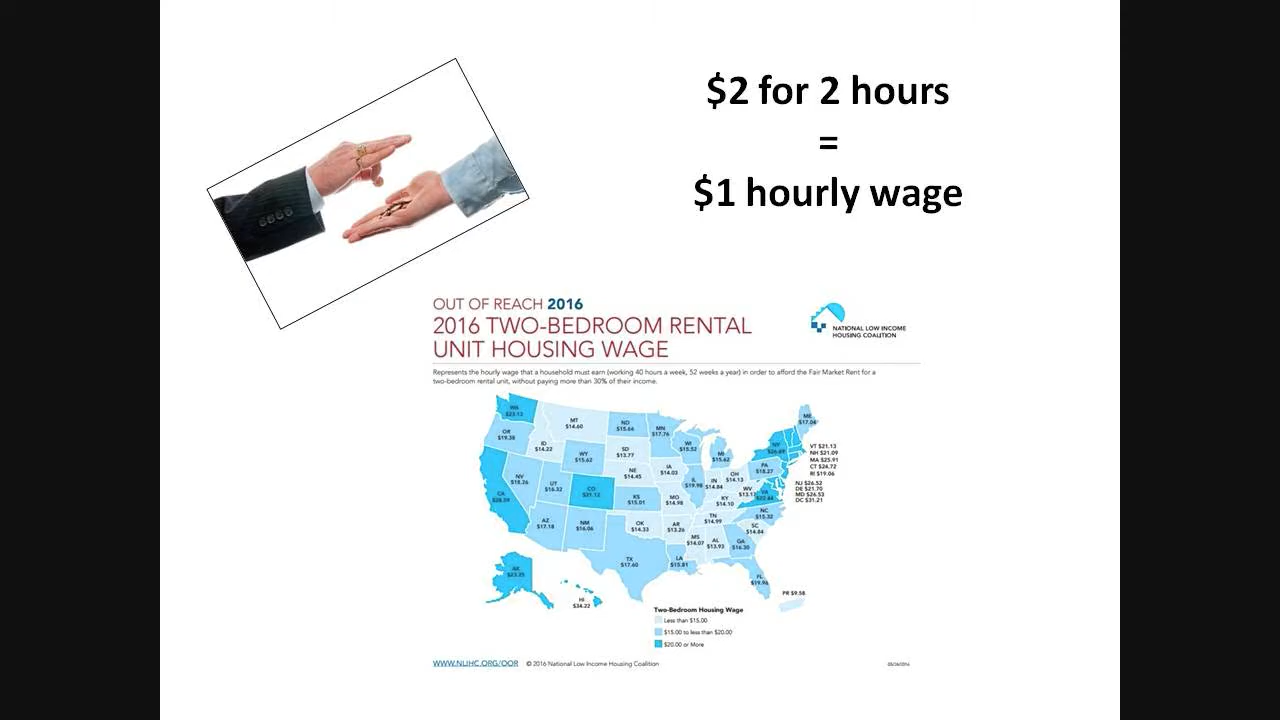 $2 for 2 hours
=
$1 hourly wage
OUT OF REACH 2016
2016 TWO-BEDROOM RENTAL
UNIT HOUSING WAGE
NATIONAL LOW INCOME
HOUSING COALITION
Represents the hourly wage that a household must earn (working 40 hours a week, 52 weeks a year) in order to afford the Fair Market Rent for a
two-bedroom rental unit, without paying more than 30% of their income.
WA
$23.13
OR
$19.38
CA
$28.59
NV
$18.26
ID
$14.22
MT
$14.60
WY
$15.62
UT
$16.32
CO
$21.12
AZ
$17.18
NM
$16.06
ND
$15.64
SD
$13.77
NE
$14.45
KS
$15.01
OK
$14.33
TX
$17.60
MN
$17.76
IA
$14.03
MO
$14.98
AR
$13.26
LA
$15.81
WI
$15.52
IL
$19.98
MI
$15.62
IN
$14.84
OH
$14.13
KY
$14.10
TN
$14.99
MS
$14.07
AL
$13.93
GA
$16.30
FL
$19.96
SC
$14.84
NC
$15.32
WV
VA
PA
$18.27
NY
ME
VT $21.13
NH $21.09
MA $25.91
CT $24.72
RI $19.06
NJ $26.52
DE $21.70
MD $26.53
DC $31.21
AK
$23.25
HI
$34.22
PR $9.58
Two-Bedroom Housing Wage
Less than $15.00
$15.00 to less than $20.00
$20.00 or More
WWW.NLIHC.ORG/OOR © 2016 National Low Income Housing Coalition